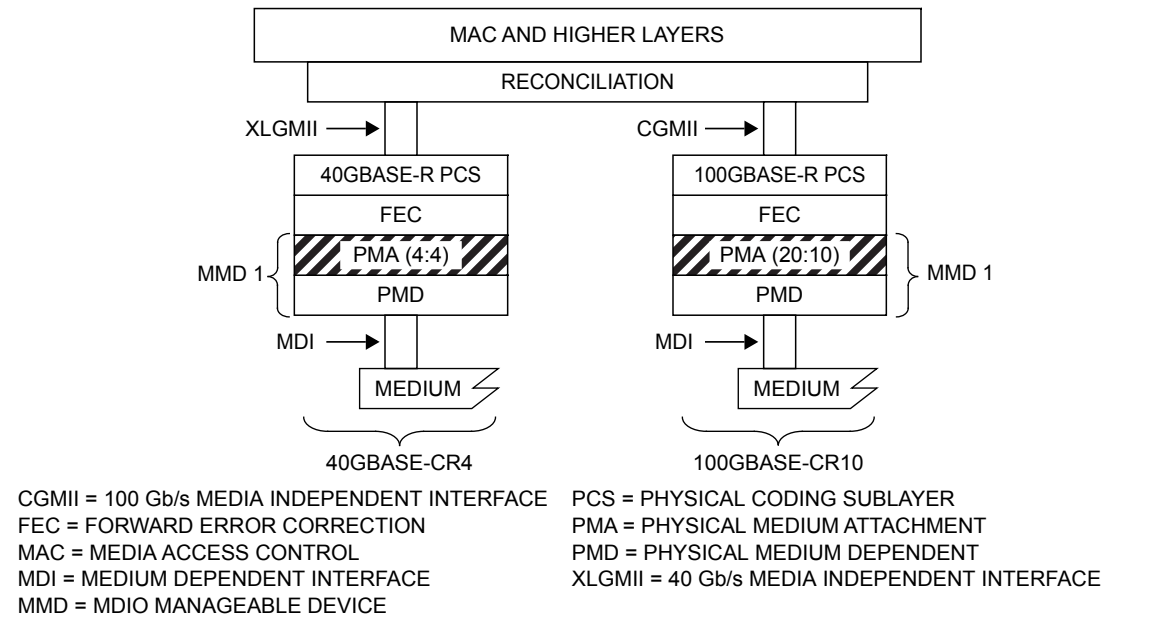 MAC AND HIGHER LAYERS
RECONCILIATION
XLGMII
CGMII
40GBASE-R PCS
100GBASE-R PCS
FEC
FEC
MMD 1
PMA (4:4)
PMA (20:10)
MMD 1
PMD
PMD
MDI
MDI
MEDIUM
MEDIUM
40GBASE-CR4
100GBASE-CR10
CGMII = 100 Gb/s MEDIA INDEPENDENT INTERFACE
FEC = FORWARD ERROR CORRECTION
MAC = MEDIA ACCESS CONTROL
MDI = MEDIUM DEPENDENT INTERFACE
MMD = MDIO MANAGEABLE DEVICE
PCS = PHYSICAL CODING SUBLAYER
PMA = PHYSICAL MEDIUM ATTACHMENT
PMD = PHYSICAL MEDIUM DEPENDENT
XLGMII = 40 Gb/s MEDIA INDEPENDENT INTERFACE